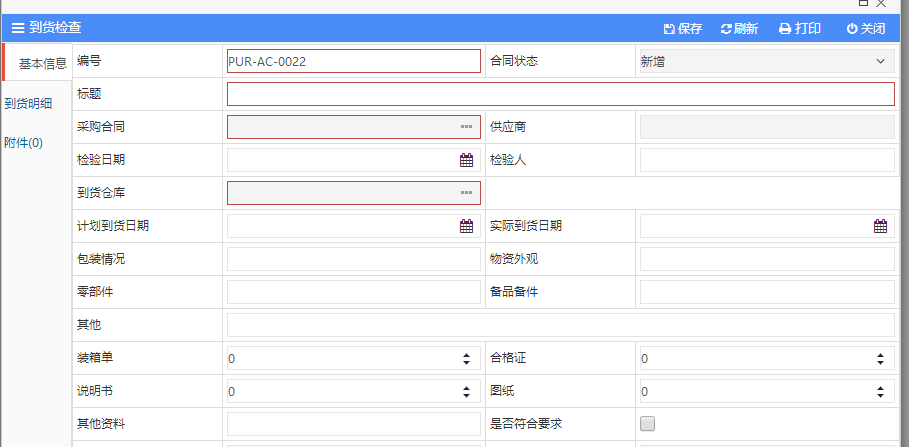 到货检查 保存 刷新 打印 关闭
基本信息
到货明细
附件(0)
编号 PUR-AC-0022 合同状态 新增
标题
采购合同 供应商
检验日期 检验人
到货仓库
计划到货日期 实际到货日期
包装情况 物资外观
零部件 备品备件
其他
装箱单 0 合格证 0
说明书 0 图纸 0
其他资料 是否符合要求